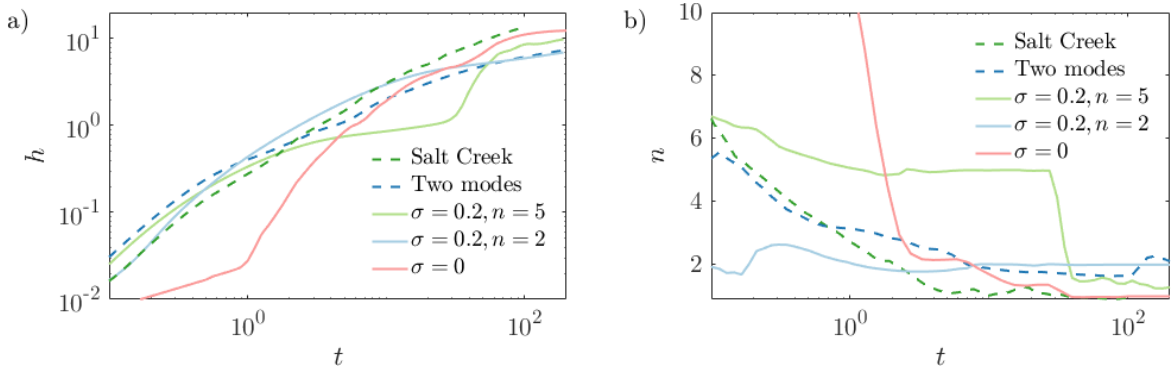 a)
10^1
10^0
10^{-1}
10^{-2}
h
10^0
10^2
t
Salt Creek
Two modes
σ = 0.2, n = 5
σ = 0.2, n = 2
σ = 0
b)
10
8
6
4
2
n
10^0
10^2
t
Salt Creek
Two modes
σ = 0.2, n = 5
σ = 0.2, n = 2
σ = 0